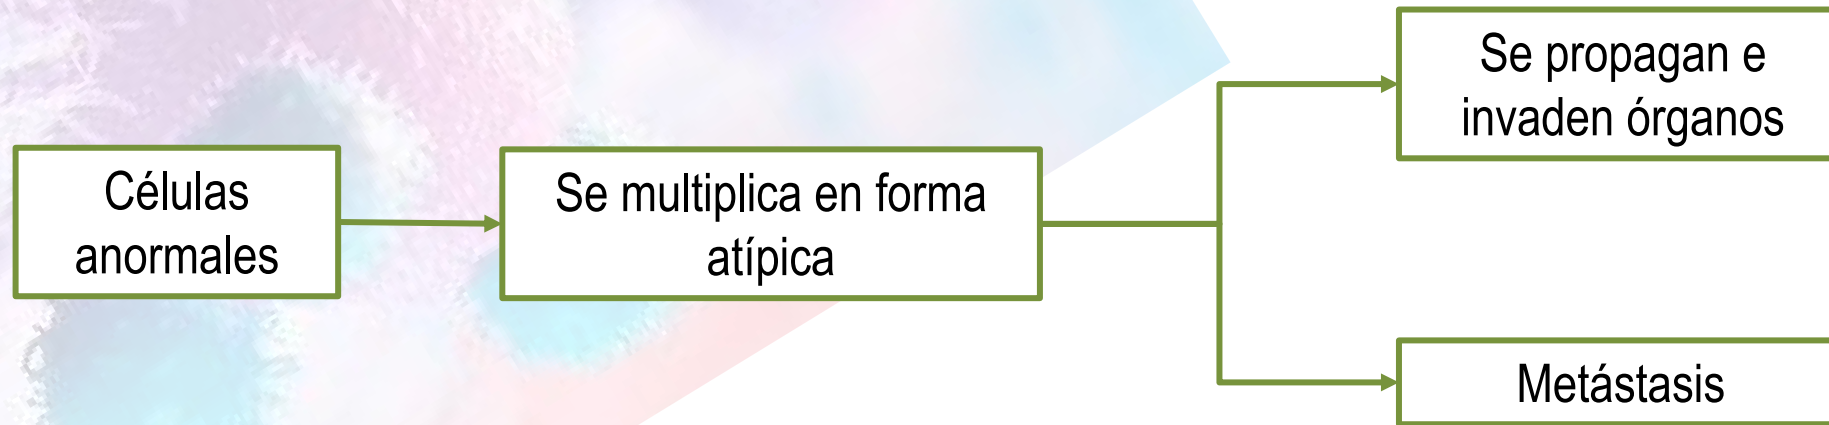 Células
anormales
Se multiplica en forma
atípica
Se propagan e
invaden órganos
Metástasis